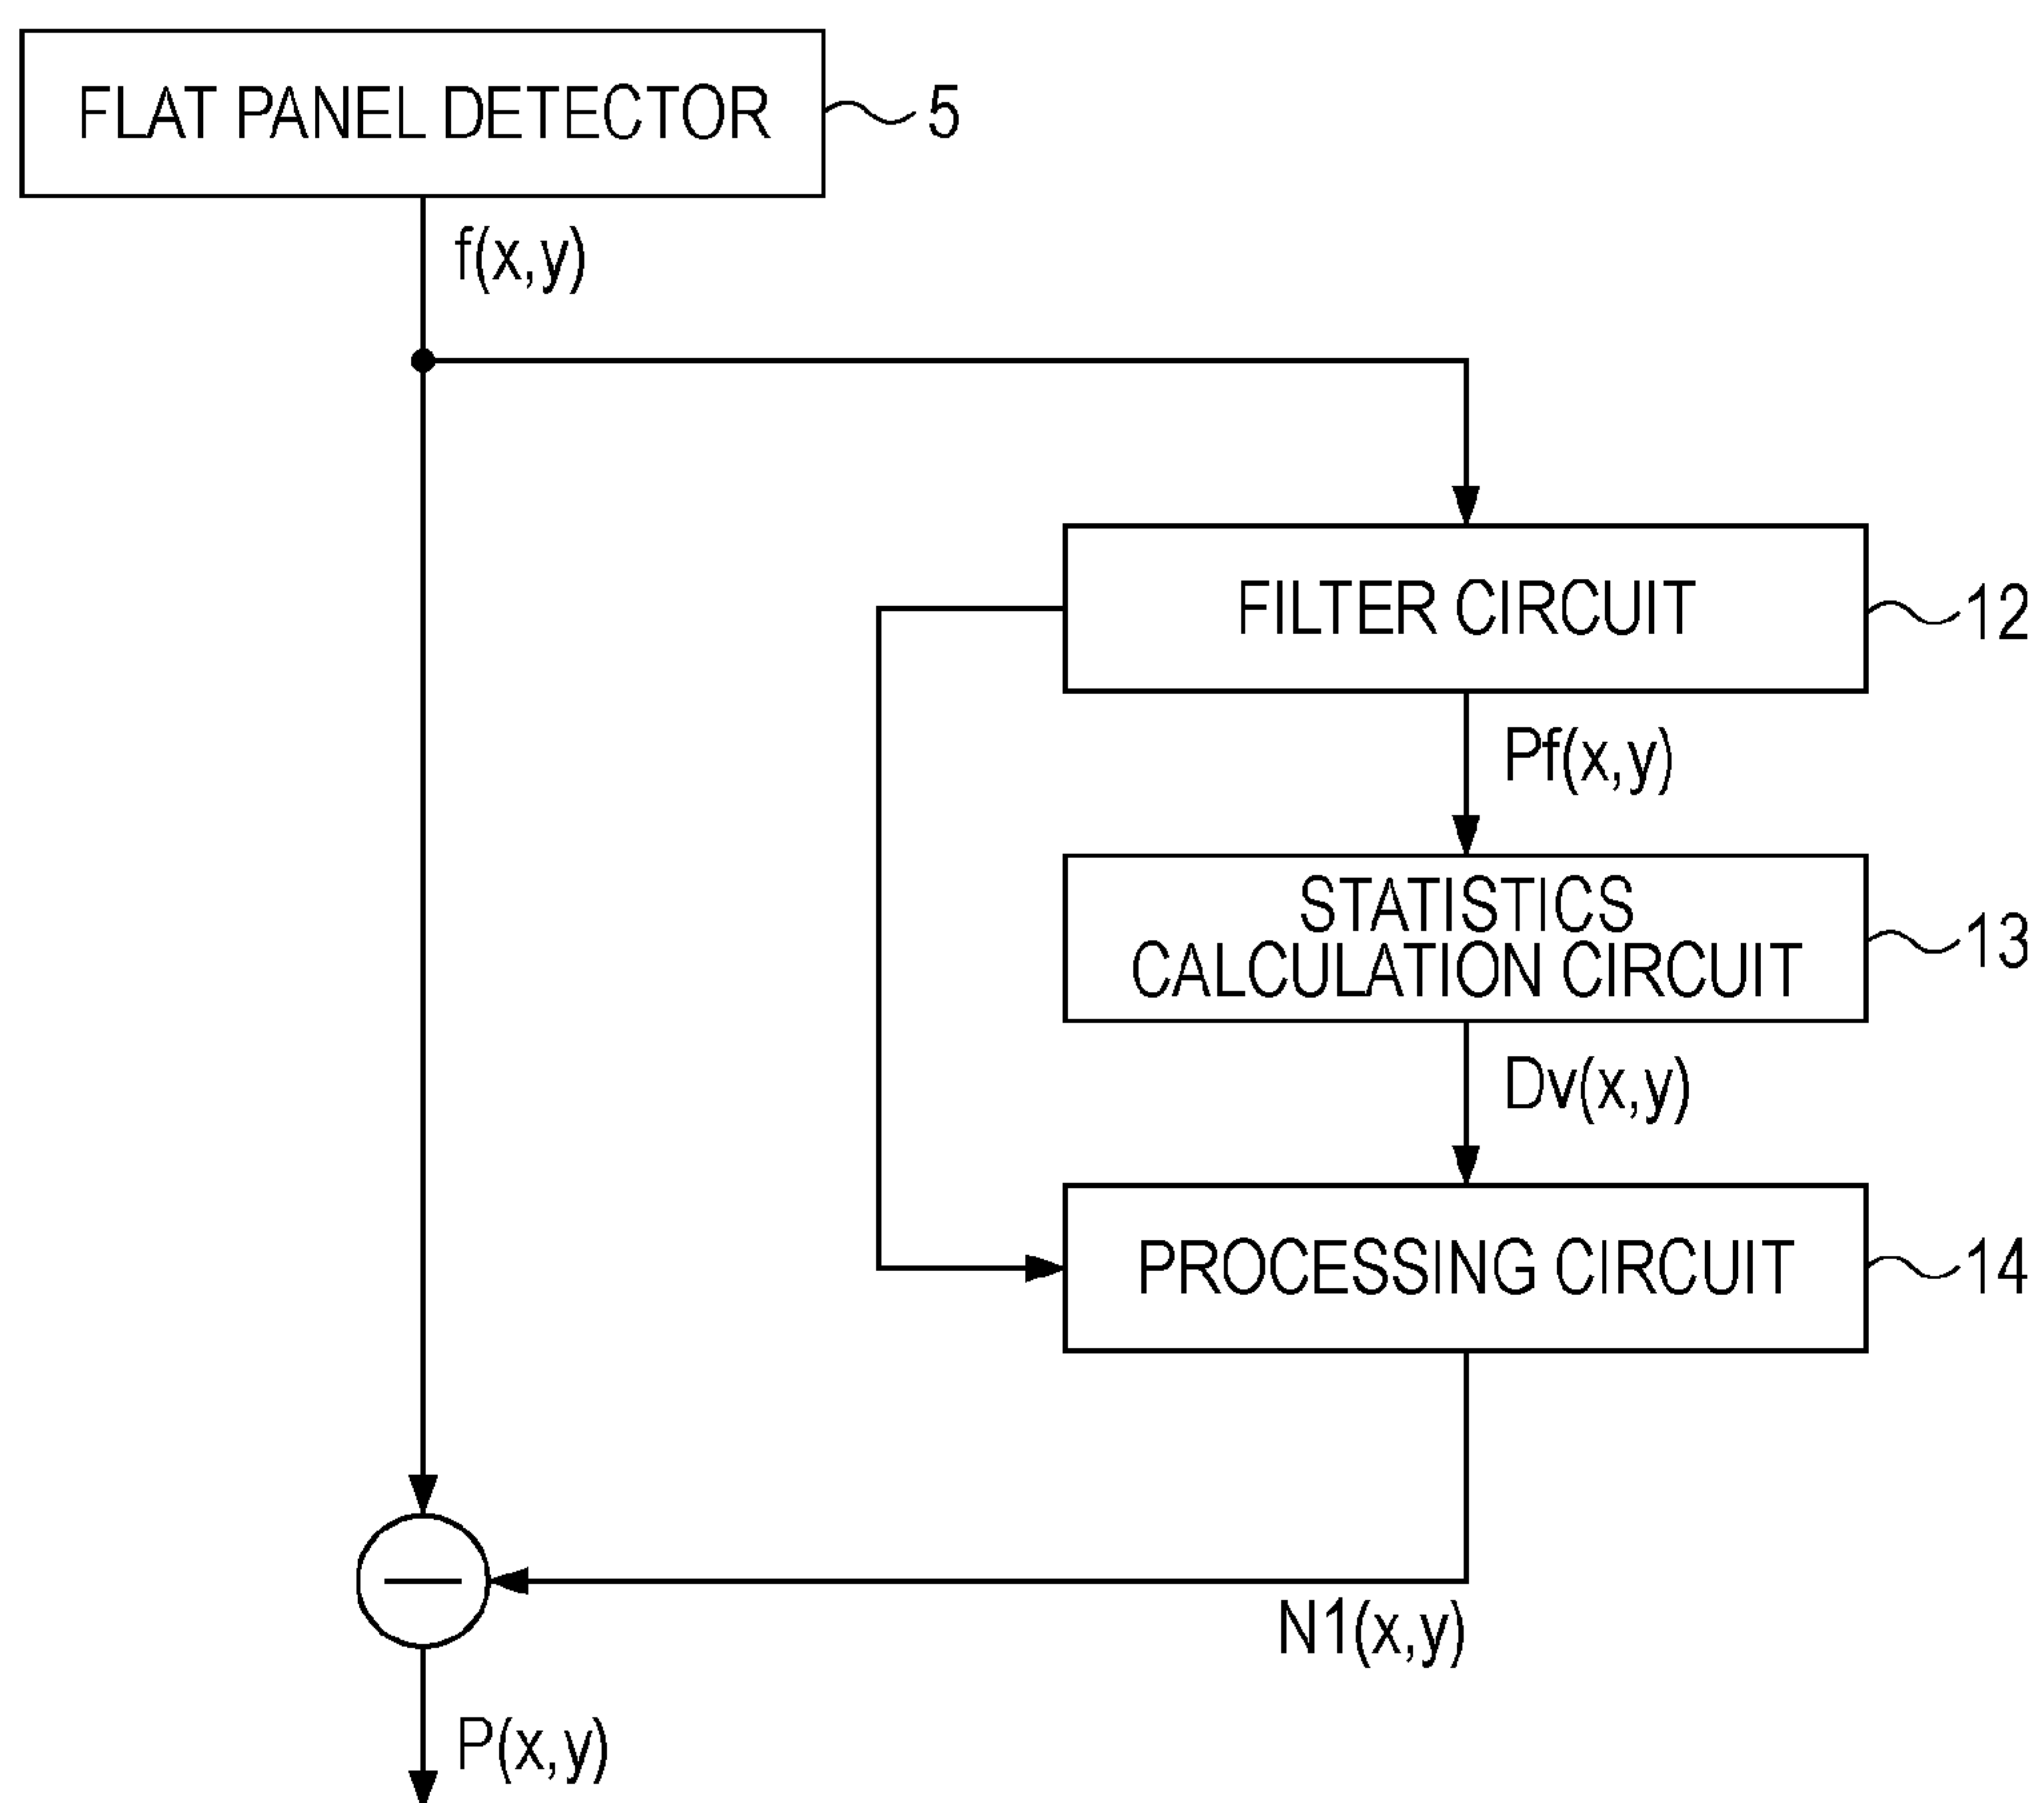 FLAT PANEL DETECTOR
5
f(x,y)
FILTER CIRCUIT
12
Pf(x,y)
STATISTICS
CALCULATION CIRCUIT
13
Dv(x,y)
PROCESSING CIRCUIT
14
N1(x,y)
P(x,y)